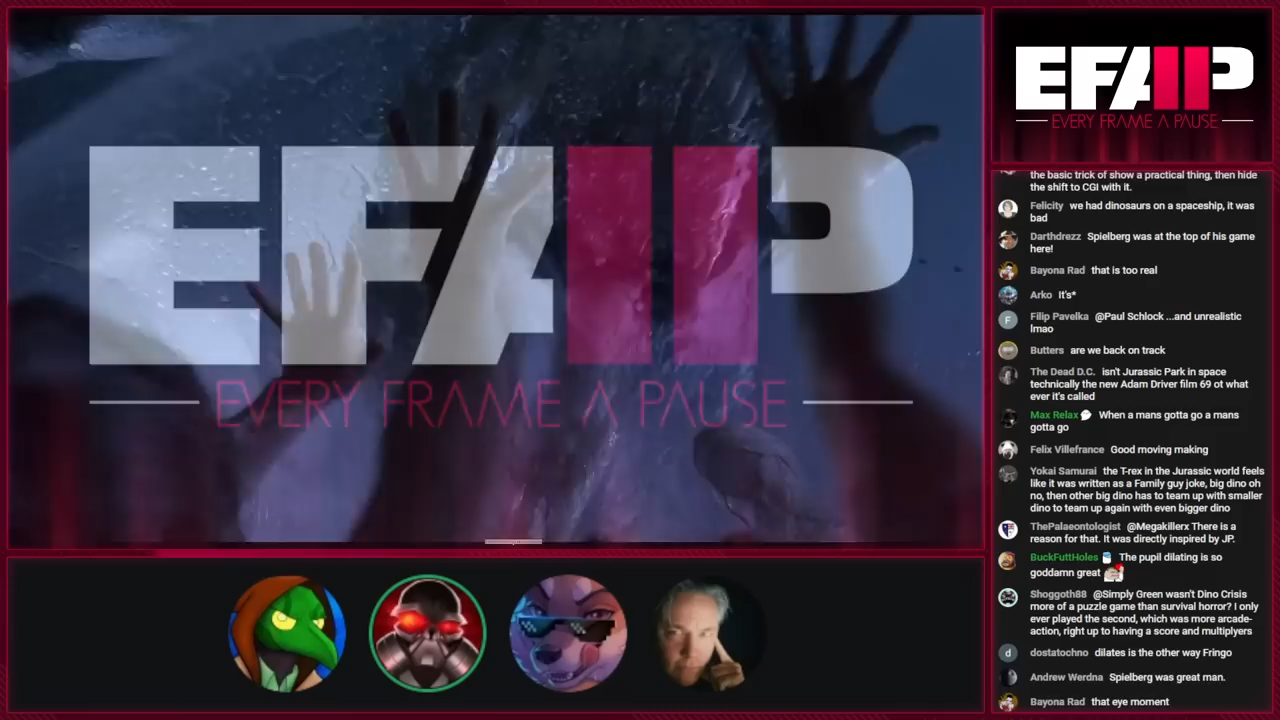 EFAP
EVERY FRAME A PAUSE
EFAP
EVERY FRAME A PAUSE
the basic trick of show a practical thing, then hide
the shift to CGI with it.
Felicity we had dinosaurs on a spaceship, it was
bad
Darthdrezz Spielberg was at the top of his game
here!
Bayona Rad that is too real
Arko It's*
Filip Pavelka @Paul Schlock ...and unrealistic
lmao
F
Butters are we back on track
The Dead D.C. isn't Jurassic Park in space
technically the new Adam Driver film 69 ot what
ever it's called
Max Relax When a mans gotta go a mans
gotta go
Felix Villefrance Good moving making
Yokai Samurai the T-rex in the Jurassic world feels
like it was written as a Family guy joke, big dino oh
no, then other big dino has to team up with smaller
dino to team up again with even bigger dino
ThePalaeontologist @Megakillerx There is a
reason for that. It was directly inspired by JP.
BuckFuttHoles The pupil dilating is so
goddamn great
Shoggoth88 @Simply Green wasn't Dino Crisis
more of a puzzle game than survival horror? I only
ever played the second, which was more arcade-
action, right up to having a score and multiplyers
d
dostatochno dilates is the other way Fringo
Andrew Werdna Spielberg was great man.
Bayona Rad that eye moment